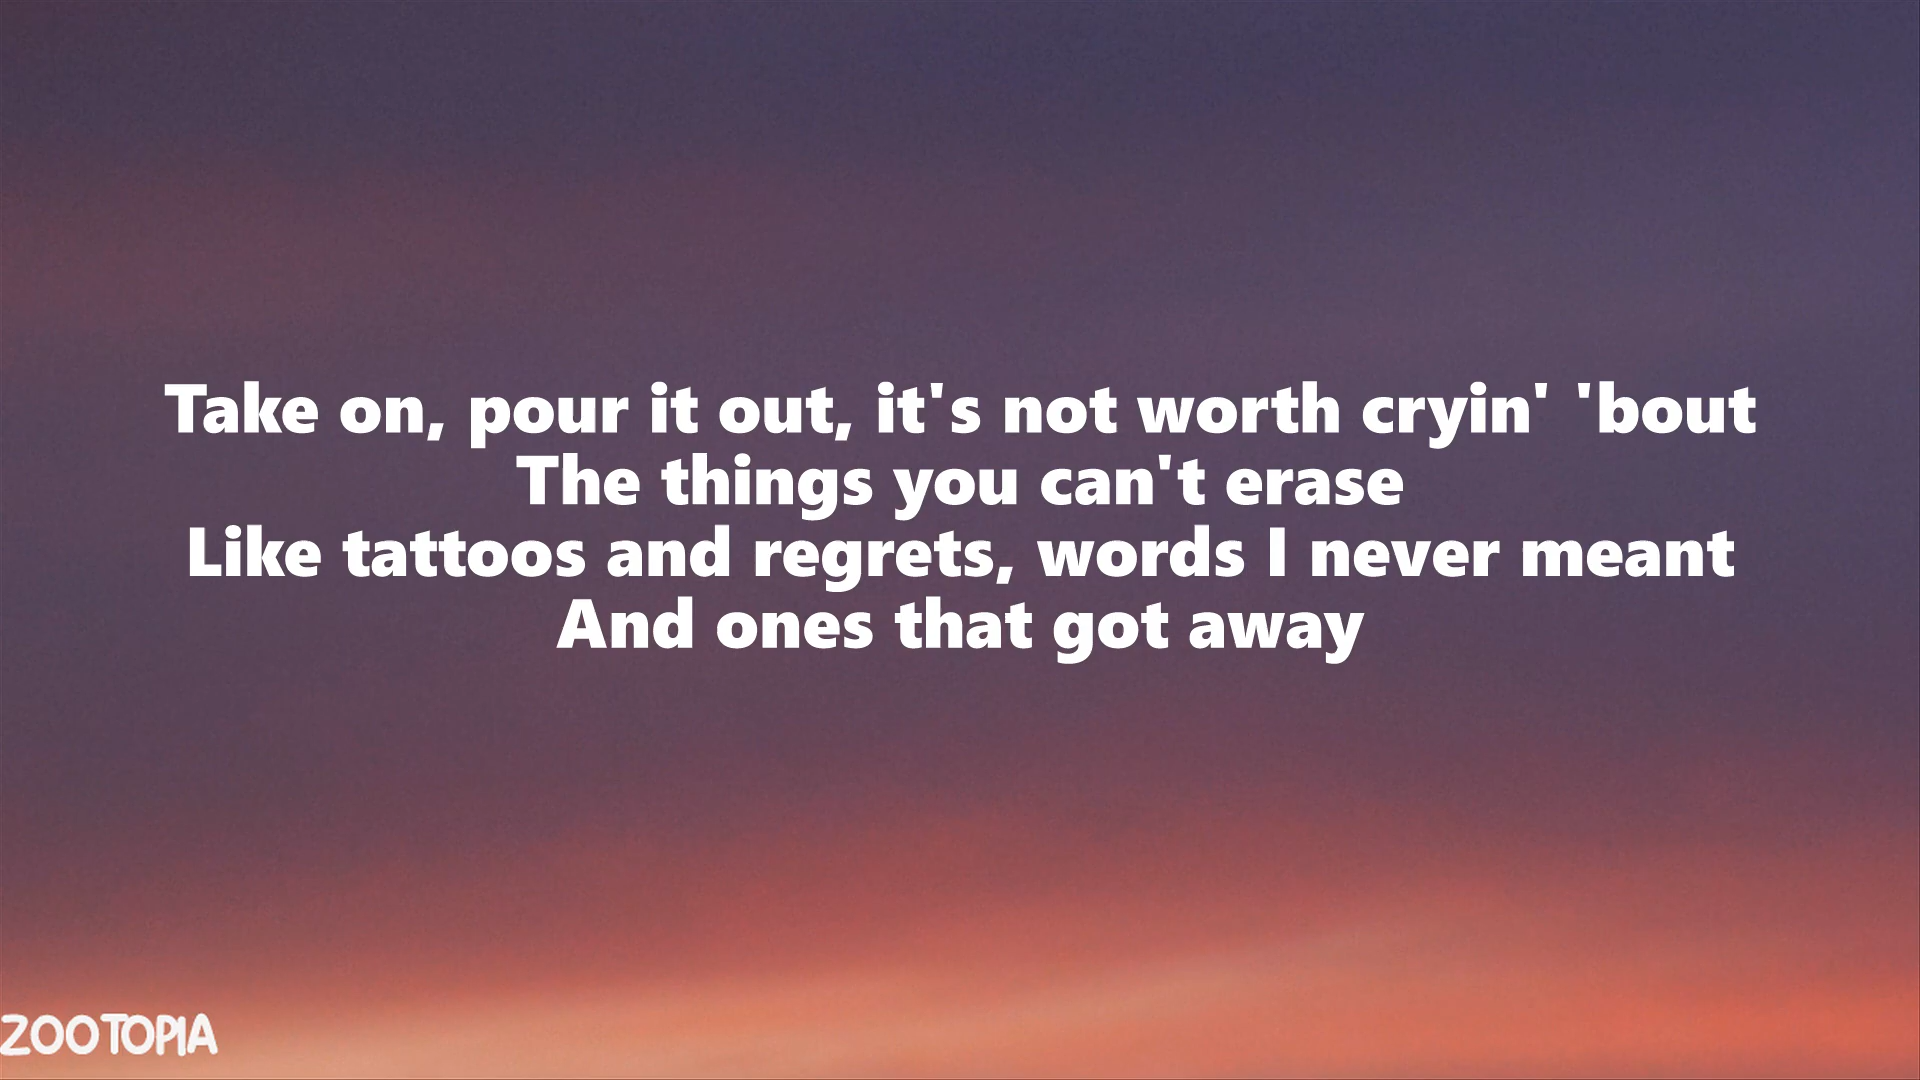 Take on, pour it out, it's not worth cryin' 'bout
The things you can't erase
Like tattoos and regrets, words I never meant
And ones that got away
ZOOTOPIA